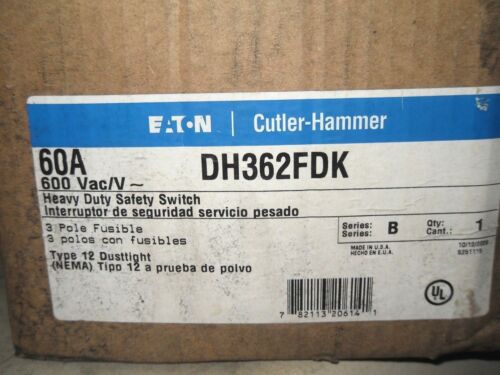 EATON | Cutler-Hammer
60A DH362FDK
600 Vac/V ~
Heavy Duty Safety Switch
Interruptor de seguridad servicio pesado
3 Pole Fusible
3 polos con fusibles
Series: B Qty: 1
Series: Cant.:
MADE IN U.S.A.
HECHO EN E.U.A.
Type 12 Dusttight
(NEMA) Tipo 12 a prueba de polvo
7 82113 20614 1
UL